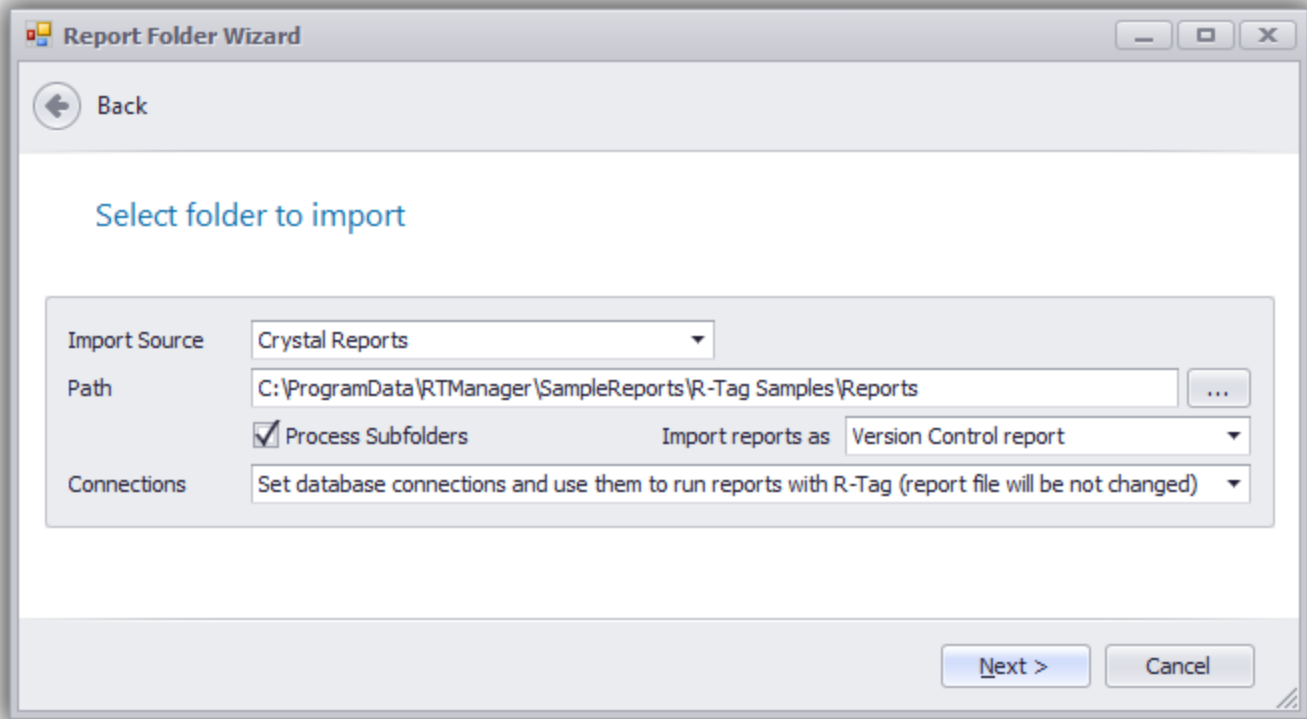 Report Folder Wizard
Back
Select folder to import
Import Source Crystal Reports
Path C:\ProgramData\RTManager\SampleReports\R-Tag Samples\Reports ...
Process Subfolders Import reports as Version Control report
Connections Set database connections and use them to run reports with R-Tag (report file will be not changed)
Next > Cancel